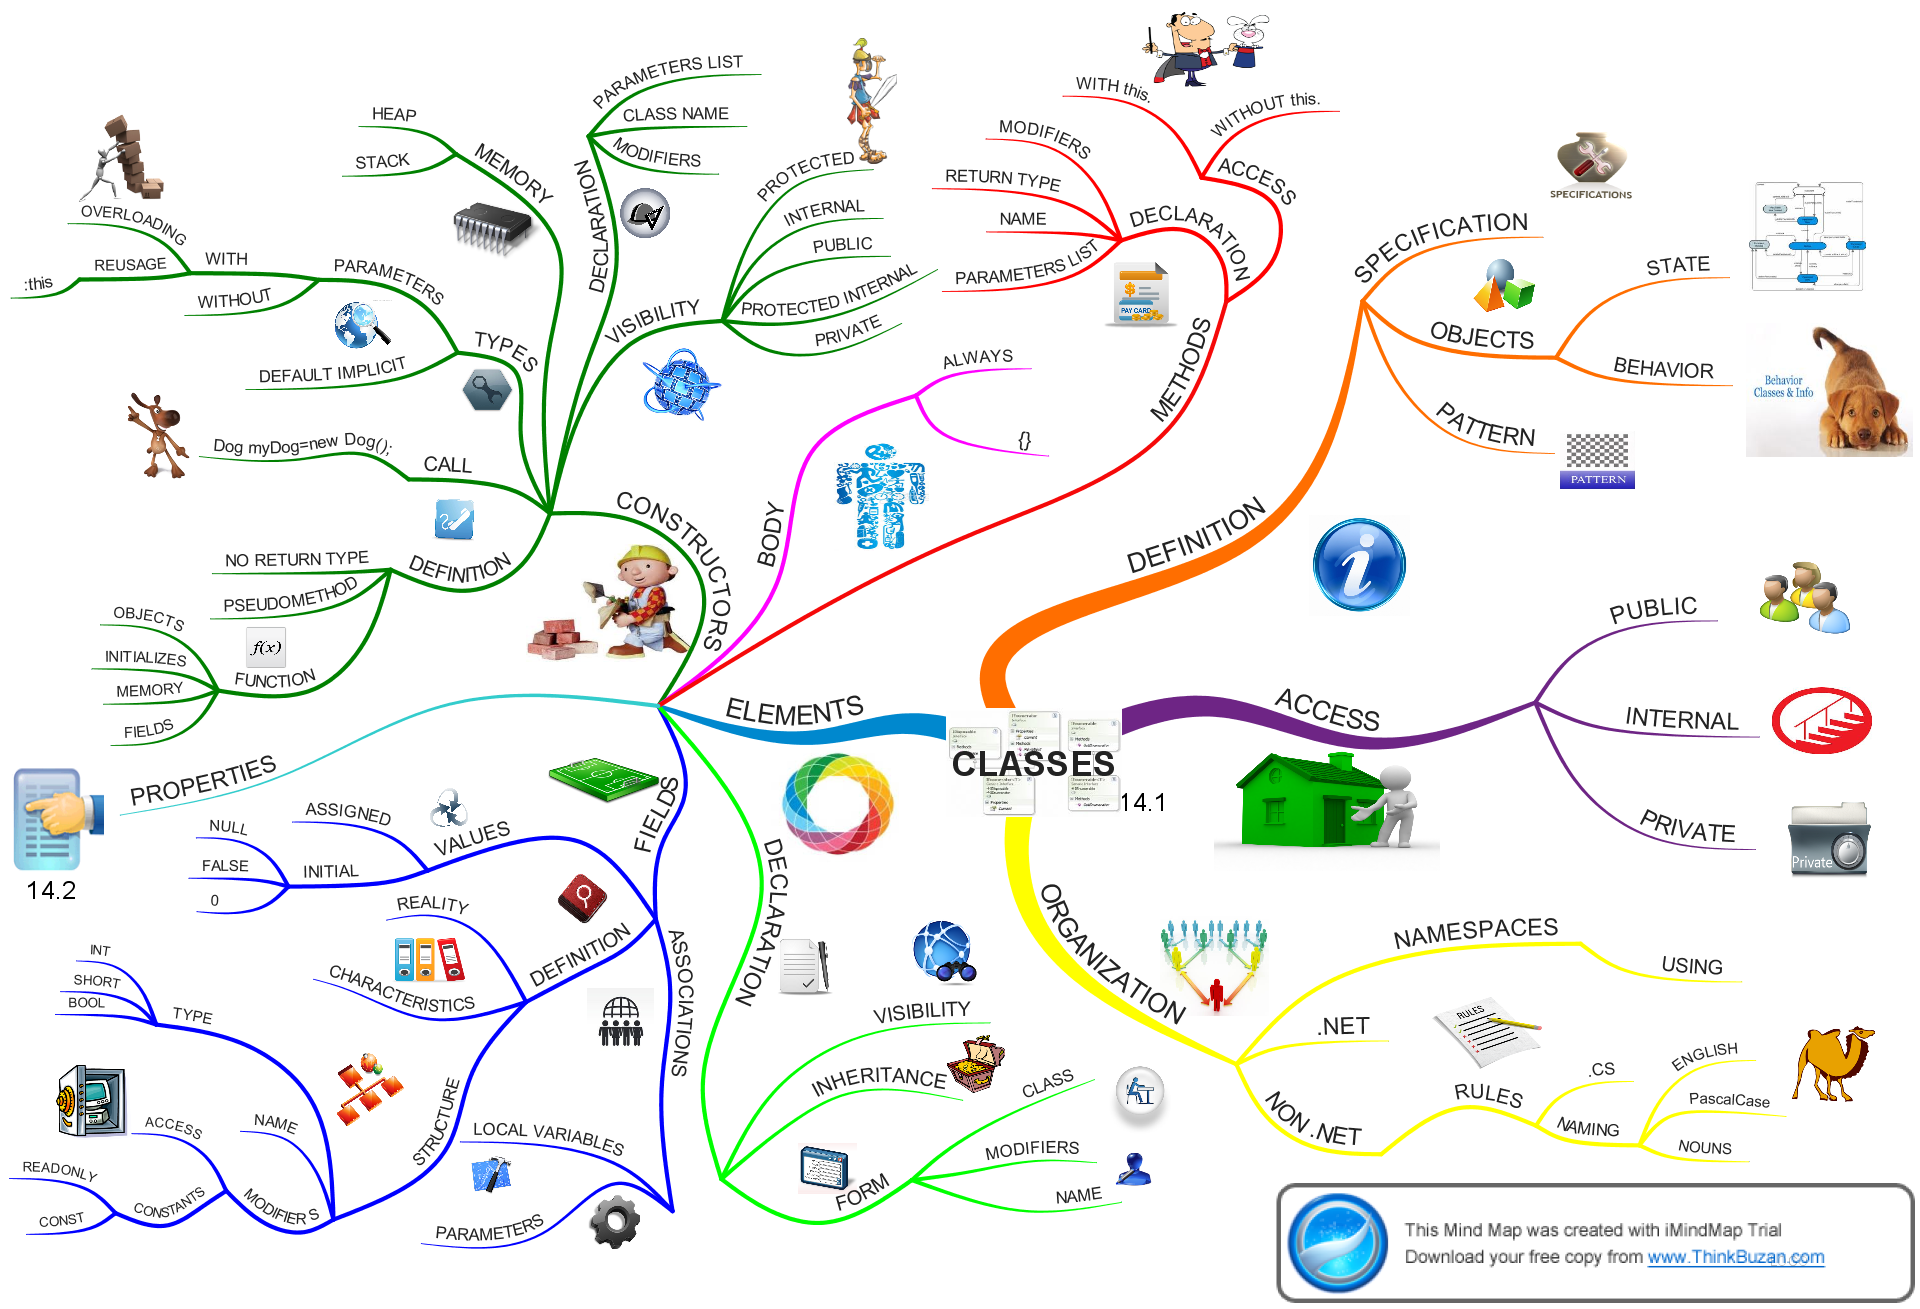 CLASSES
14.1
DEFINITION
SPECIFICATION
SPECIFICATIONS
OBJECTS
STATE
BEHAVIOR
Behavior
Classes & Info
PATTERN
PATTERN
ACCESS
PUBLIC
INTERNAL
PRIVATE
Private
ORGANIZATION
NAMESPACES
USING
.NET
NON .NET
RULES
RULES
.CS
NAMING
ENGLISH
PascalCase
NOUNS
ELEMENTS
METHODS
ACCESS
WITH this.
WITHOUT this.
DECLARATION
MODIFIERS
RETURN TYPE
NAME
PARAMETERS LIST
PAY CARD
BODY
ALWAYS
{}
CONSTRUCTORS
VISIBILITY
PROTECTED
INTERNAL
PUBLIC
PROTECTED INTERNAL
PRIVATE
DECLARATION
PARAMETERS LIST
CLASS NAME
MODIFIERS
MEMORY
HEAP
STACK
TYPES
PARAMETERS
WITH
OVERLOADING
REUSAGE
:this
WITHOUT
DEFAULT IMPLICIT
CALL
Dog myDog=new Dog();
DEFINITION
NO RETURN TYPE
PSEUDOMETHOD
f(x)
FUNCTION
OBJECTS
INITIALIZES
MEMORY
FIELDS
PROPERTIES
14.2
FIELDS
VALUES
ASSIGNED
INITIAL
NULL
FALSE
0
DEFINITION
REALITY
CHARACTERISTICS
STRUCTURE
TYPE
INT
SHORT
BOOL
NAME
MODIFIERS
ACCESS
CONSTANTS
READONLY
CONST
ASSOCIATIONS
LOCAL VARIABLES
PARAMETERS
DECLARATION
VISIBILITY
INHERITANCE
FORM
CLASS
MODIFIERS
NAME
This Mind Map was created with iMindMap Trial
Download your free copy from www.ThinkBuzan.com